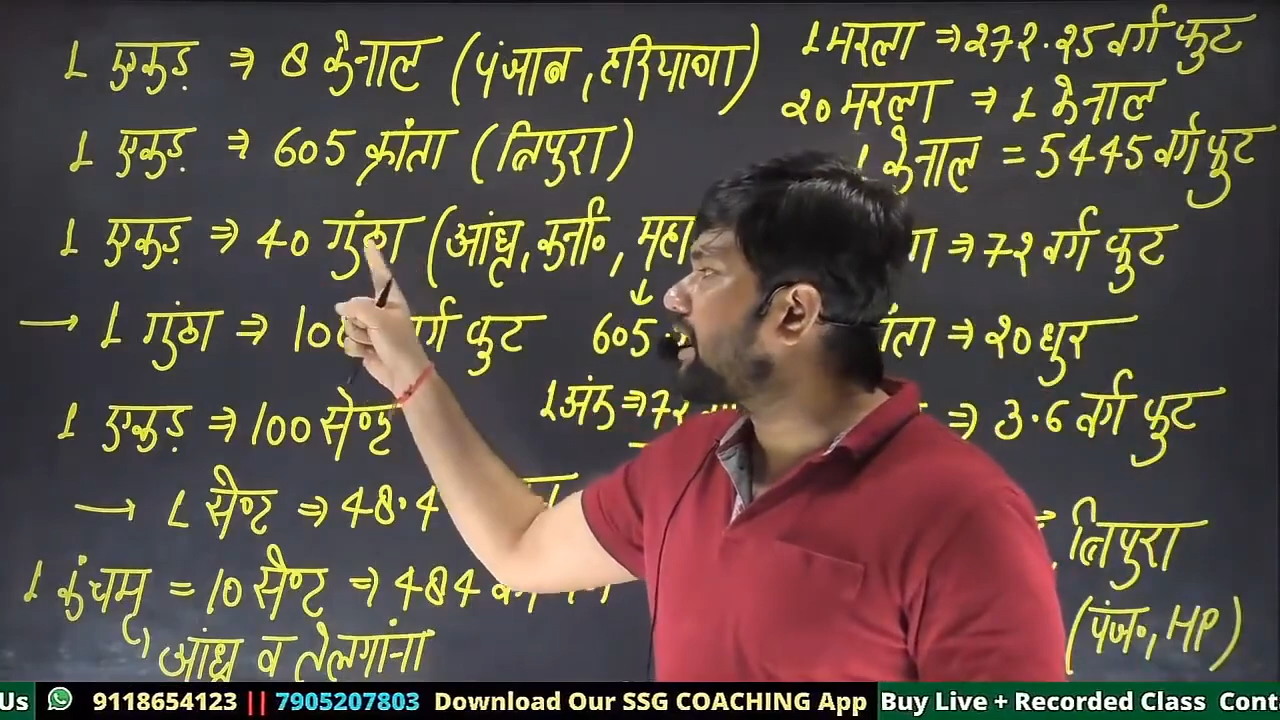 1 एकड़ ⇒ 8 केनाल (पंजाब, हरियाणा)
1 एकड़ ⇒ 605 क्रांता (त्रिपुरा)
1 एकड़ ⇒ 40 गुंठा (आंध्र, कर्ना०, महा
→ 1 गुंठा ⇒ 10 वर्ग फुट
605
1 एकड़ ⇒ 100 सेण्ट
1 अंक = 72
→ 1 सैण्ट ⇒ 48.4
1 कुंचम = 10 सैण्ट ⇒ 484
आंध्र व तेलगांना
1 मरला ⇒ 272.25 वर्ग फुट
20 मरला ⇒ 1 केनाल
1 केनाल = 5445 वर्ग फुट
⇒ 72 वर्ग फुट
⇒ 20 धुर
⇒ 3.6 वर्ग फुट
, त्रिपुरा
(पंज०, HP)
Us 9118654123 || 7905207803 Download Our SSG COACHING App Buy Live + Recorded Class Cont